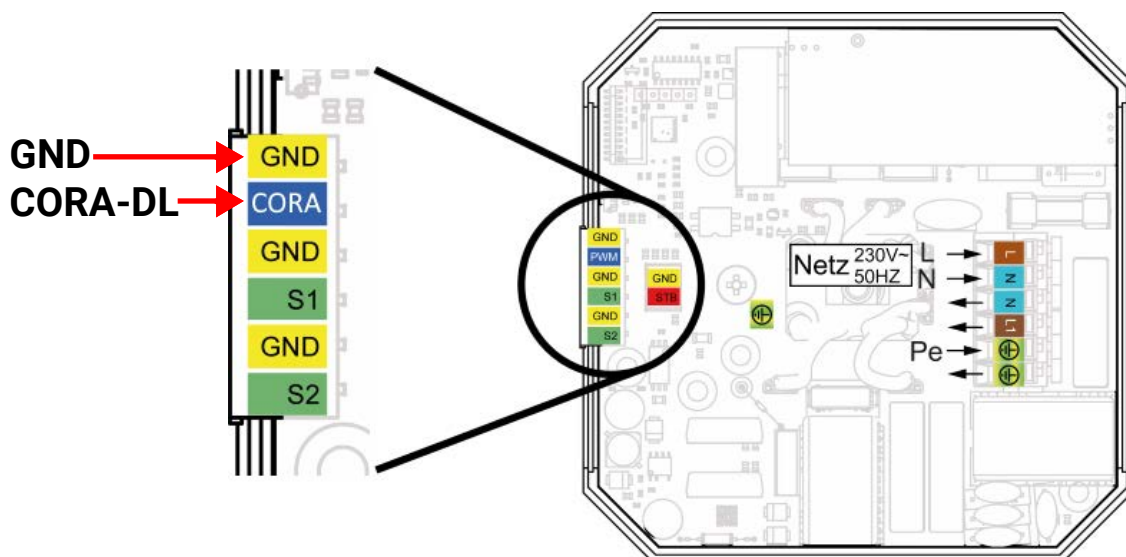 GND
CORA-DL
GND
CORA
GND
S1
GND
S2
GND
PWM
GND
S1
GND
S2
GND
STB
Netz 230V~
50HZ
L
N
Pe
L
N
N
L1